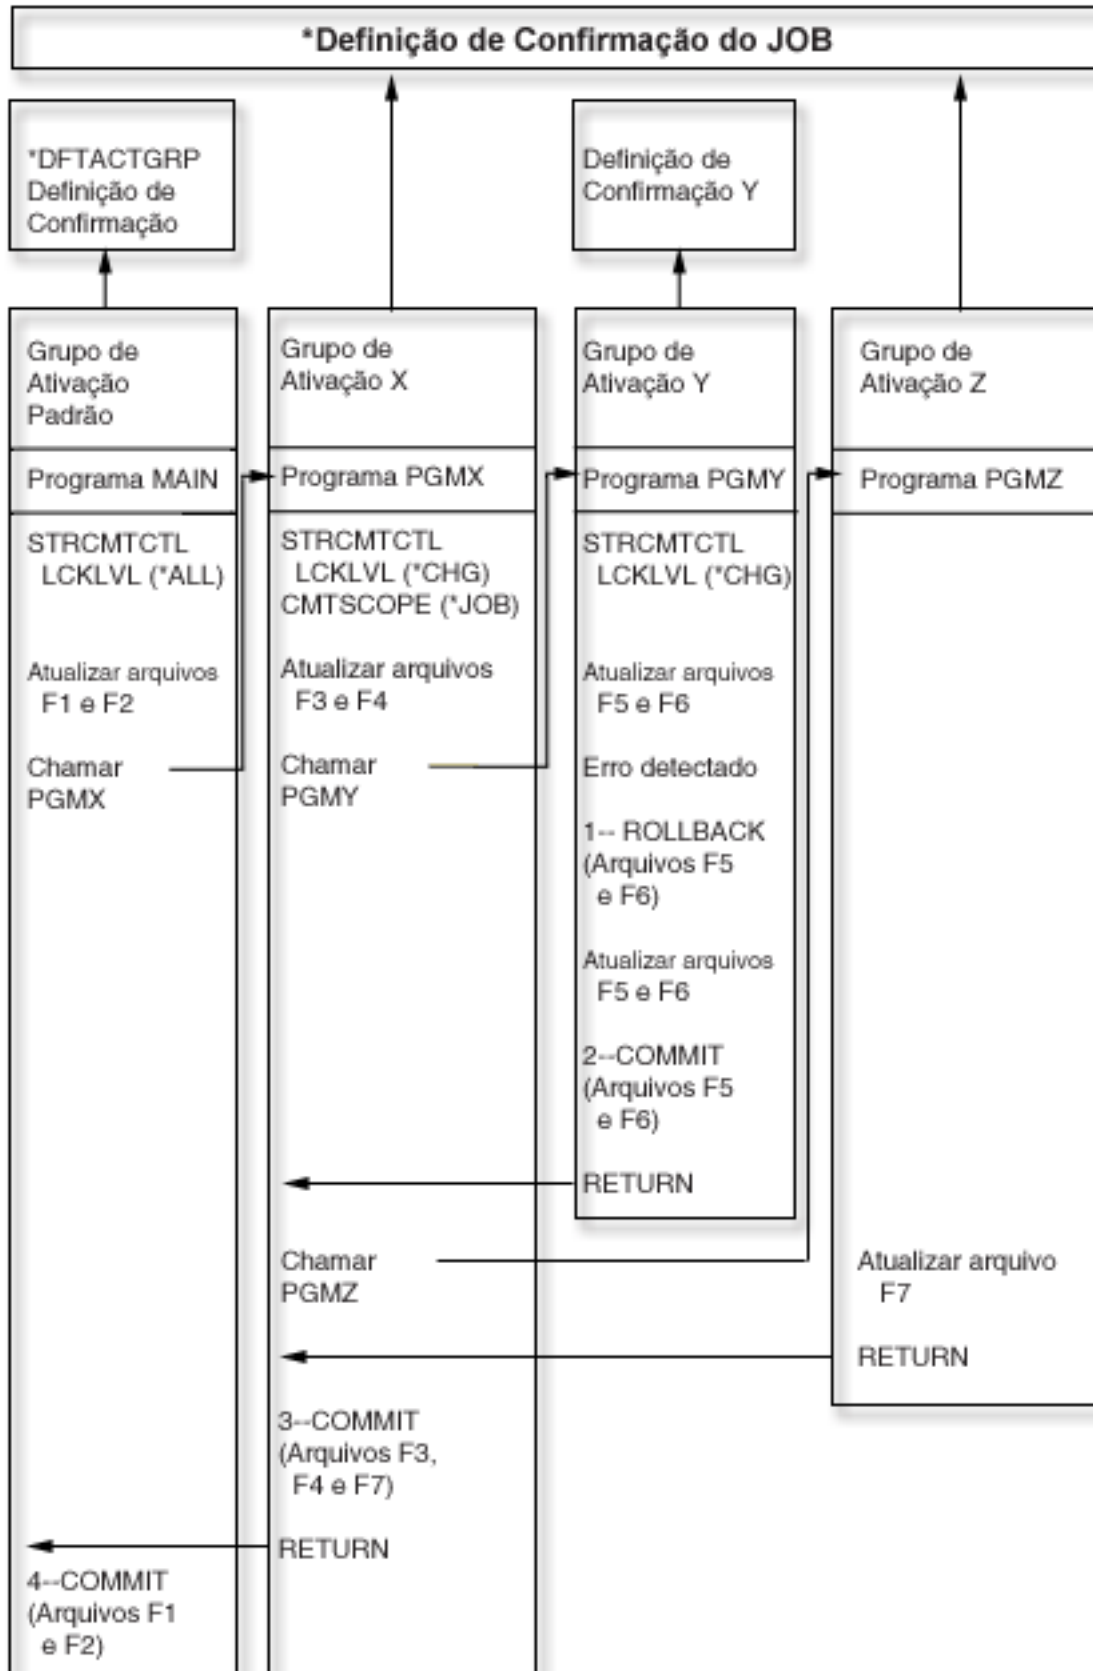 *Definição de Confirmação do JOB
*DFTACTGRP
Definição de
Confirmação
Definição de
Confirmação Y
Grupo de
Ativação
Padrão
Programa MAIN
STRCMTCTL
LCKLVL (*ALL)
Atualizar arquivos
F1 e F2
Chamar
PGMX
Grupo de
Ativação X
Programa PGMX
STRCMTCTL
LCKLVL (*CHG)
CMTSCOPE (*JOB)
Atualizar arquivos
F3 e F4
Chamar
PGMY
Grupo de
Ativação Y
Programa PGMY
STRCMTCTL
LCKLVL (*CHG)
Atualizar arquivos
F5 e F6
Erro detectado
1-- ROLLBACK
(Arquivos F5
e F6)
Atualizar arquivos
F5 e F6
2--COMMIT
(Arquivos F5
e F6)
RETURN
Chamar
PGMZ
Grupo de
Ativação Z
Programa PGMZ
Atualizar arquivo
F7
RETURN
3--COMMIT
(Arquivos F3,
F4 e F7)
RETURN
4--COMMIT
(Arquivos F1
e F2)